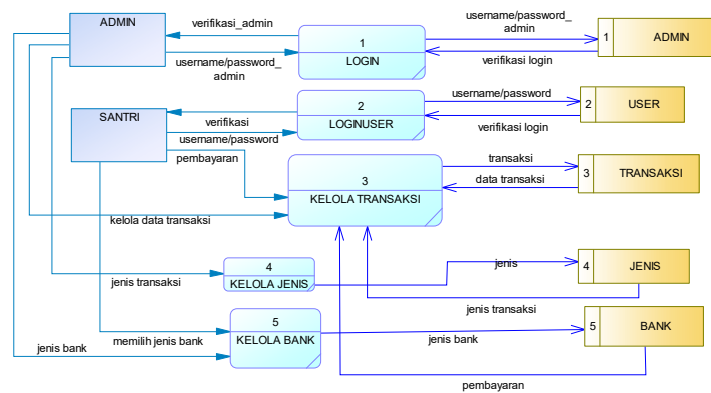 ADMIN
verifikasi_admin
username/password_
admin
1
LOGIN
username/password_
admin
verifikasi login
1
ADMIN
SANTRI
verifikasi
username/password
pembayaran
2
LOGINUSER
username/password
verifikasi login
2
USER
3
KELOLA TRANSAKSI
transaksi
data transaksi
3
TRANSAKSI
kelola data transaksi
jenis transaksi
4
KELOLA JENIS
jenis
4
JENIS
jenis transaksi
jenis bank
memilih jenis bank
5
KELOLA BANK
jenis bank
5
BANK
pembayaran